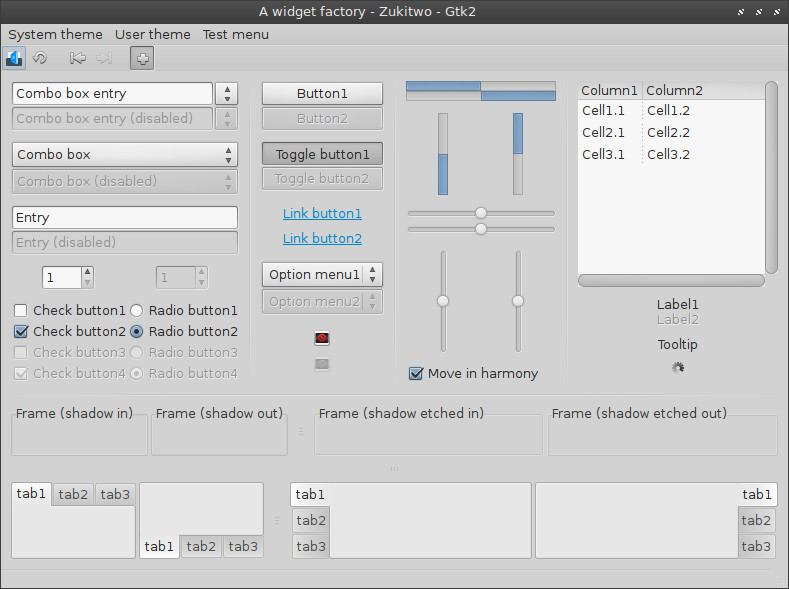 A widget factory - Zukitwo - Gtk2
System theme User theme Test menu
Combo box entry
Combo box entry (disabled)
Combo box
Combo box (disabled)
Entry
Entry (disabled)
1 1
Check button1 Radio button1
Check button2 Radio button2
Check button3 Radio button3
Check button4 Radio button4
Button1
Button2
Toggle button1
Toggle button2
Link button1
Link button2
Option menu1
Option menu2
Move in harmony
Column1 Column2
Cell1.1 Cell1.2
Cell2.1 Cell2.2
Cell3.1 Cell3.2
Label1
Label2
Tooltip
Frame (shadow in) Frame (shadow out) Frame (shadow etched in) Frame (shadow etched out)
tab1 tab2 tab3
tab1 tab2 tab3
tab1
tab2
tab3
tab1
tab2
tab3